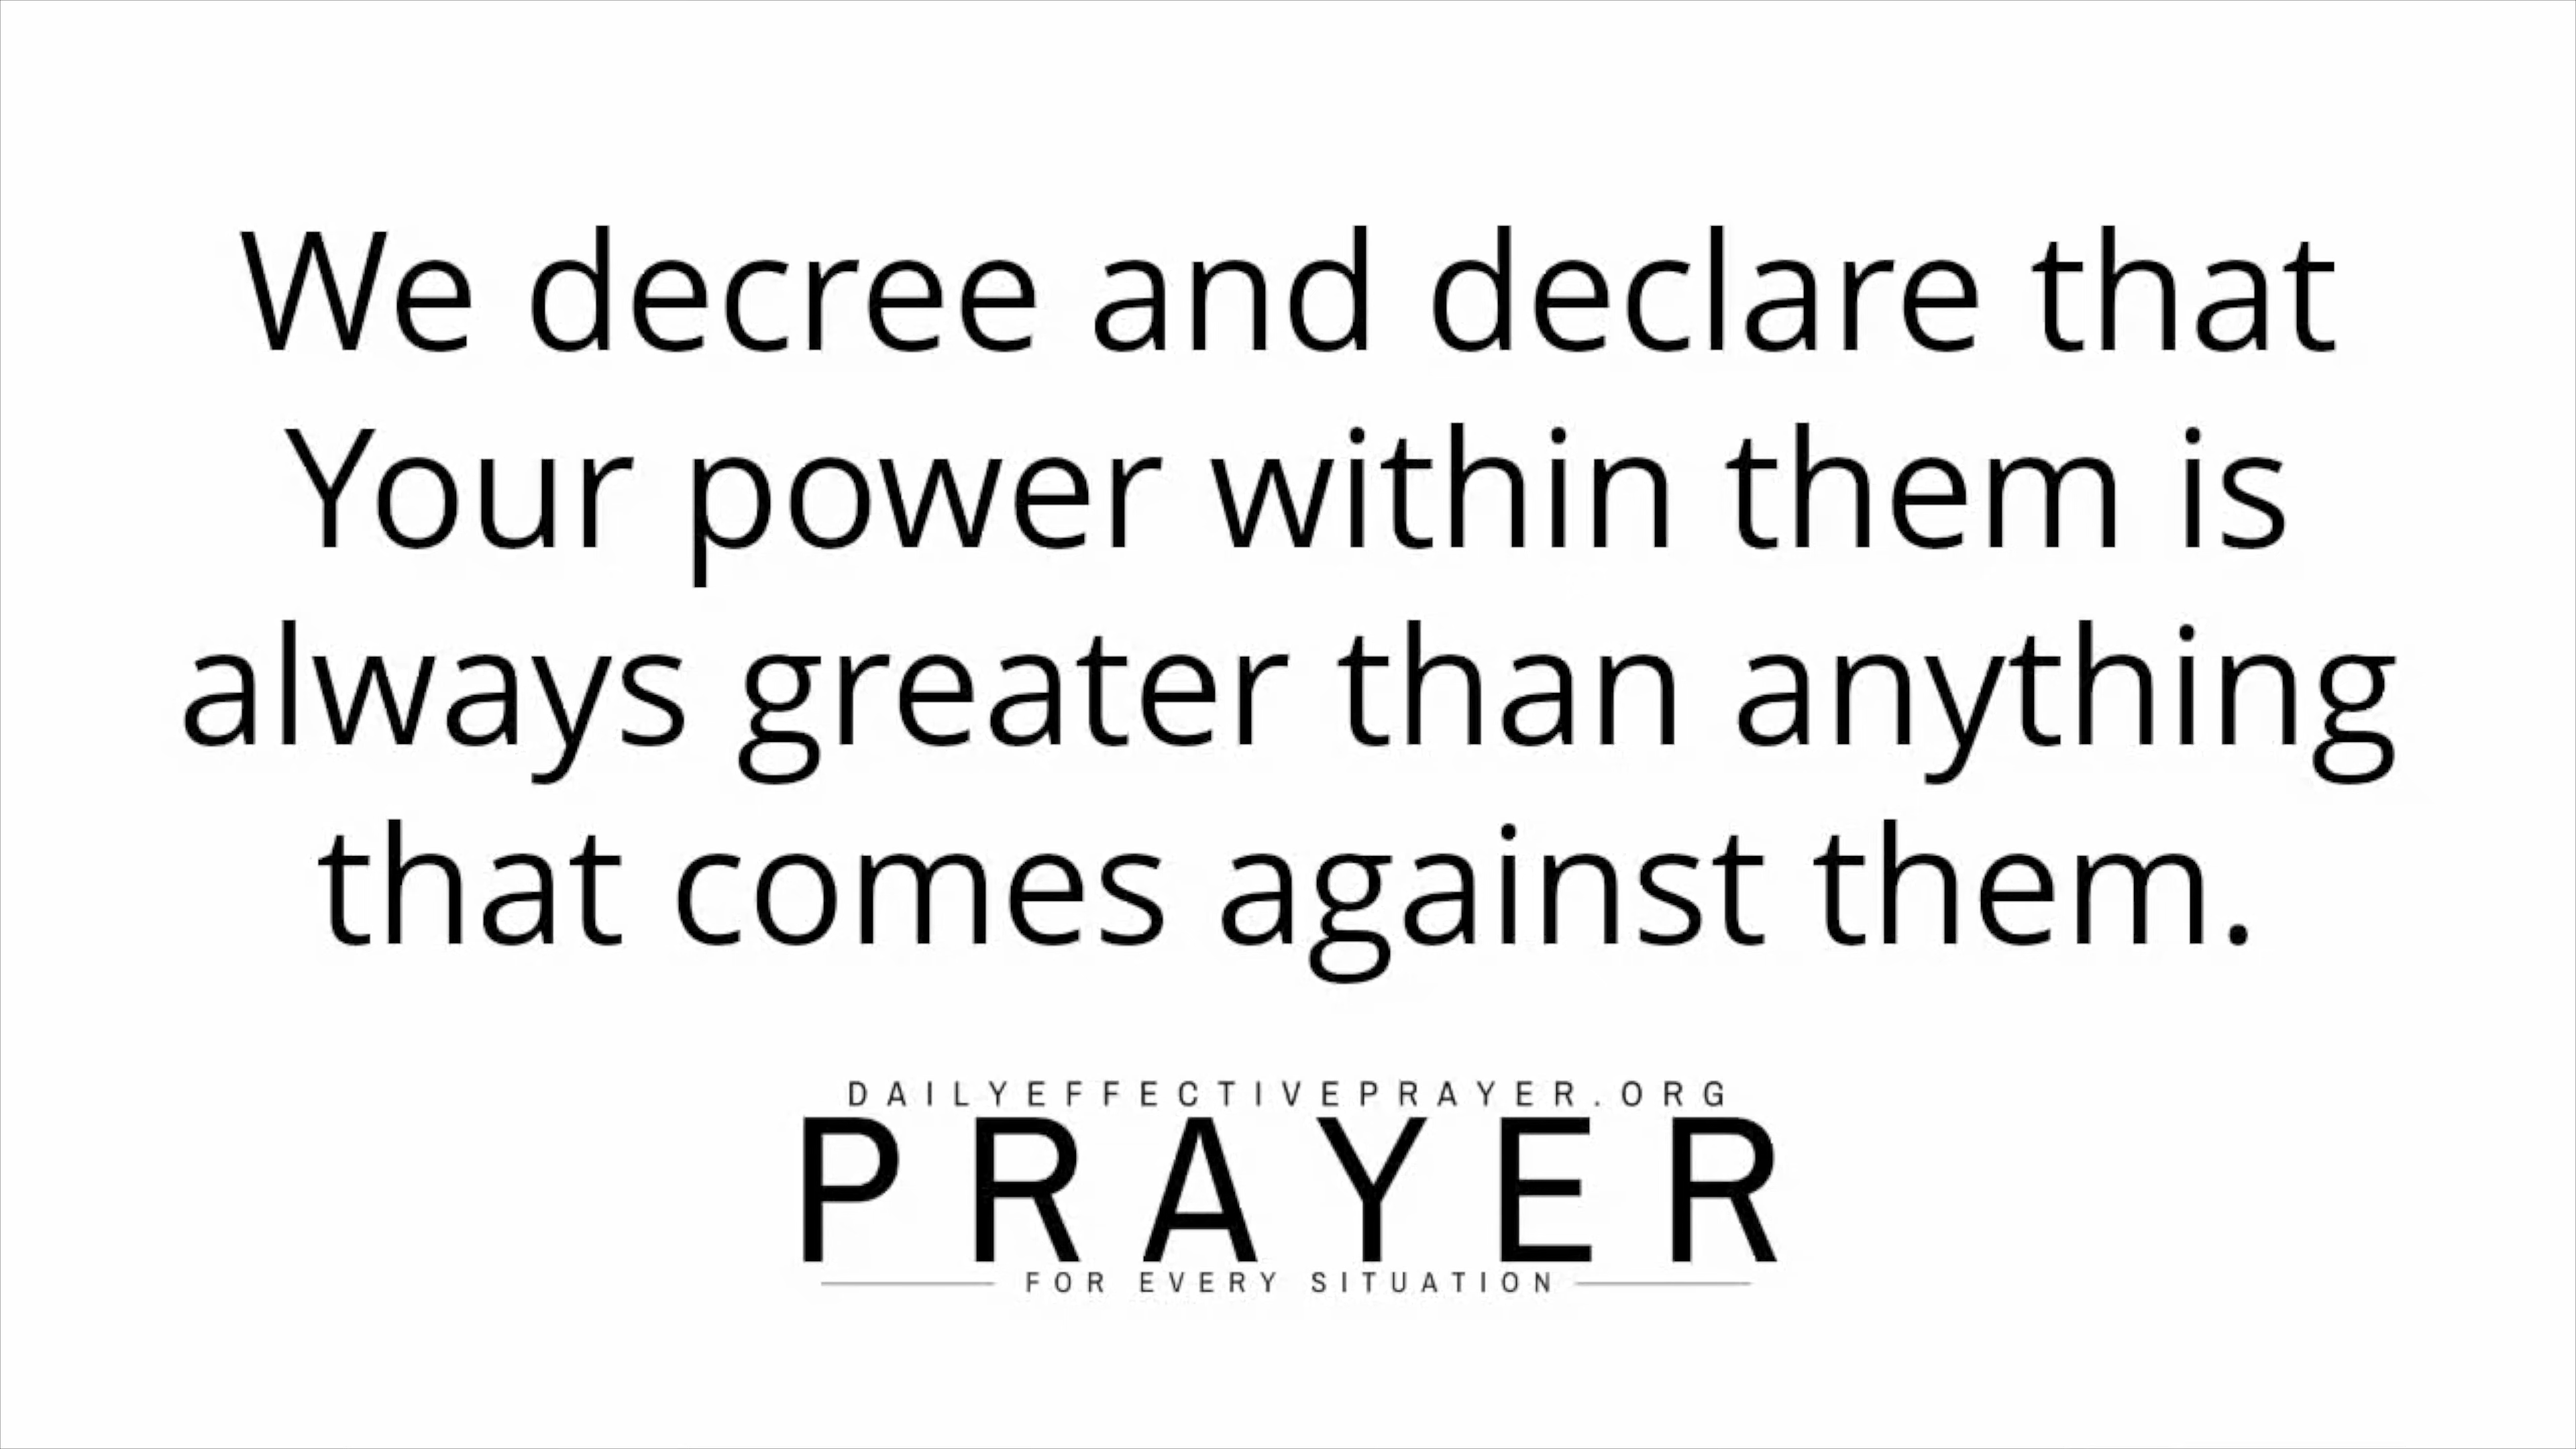 We decree and declare that
Your power within them is
always greater than anything
that comes against them.
DAILYEFFECTIVEPRAYER.ORG
PRAYER
FOR EVERY SITUATION